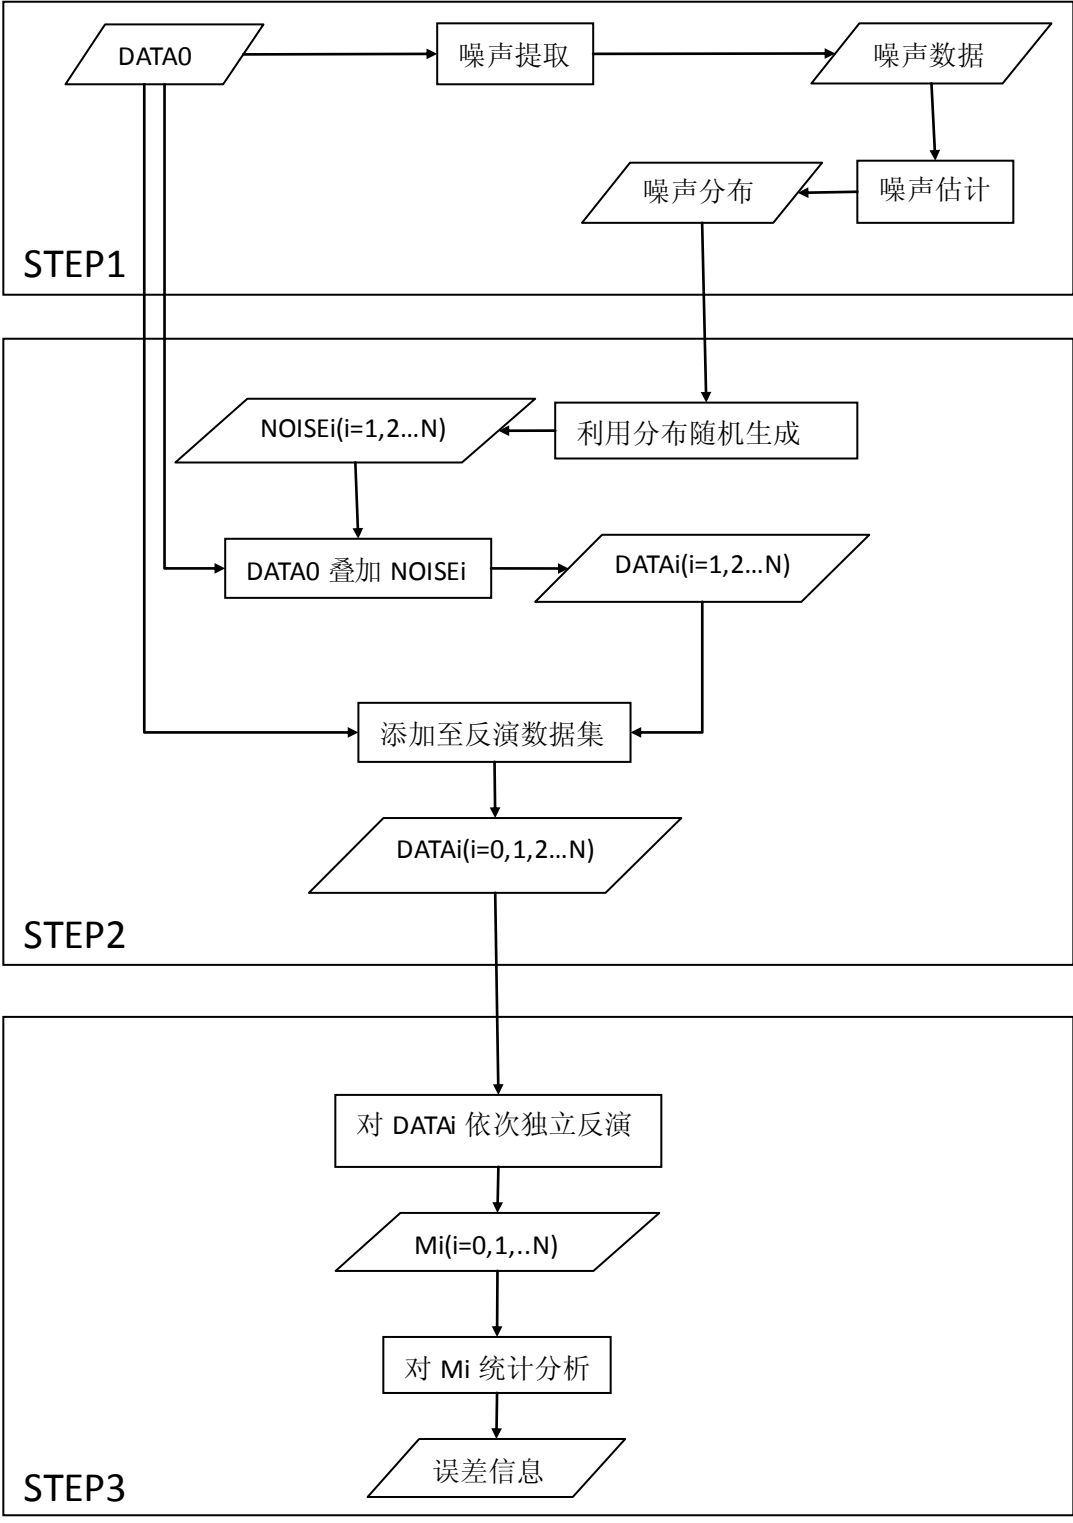 DATA0
噪声提取
噪声数据
噪声分布
噪声估计
STEP1
NOISEi(i=1,2...N)
利用分布随机生成
DATA0 叠加 NOISEi
DATAi(i=1,2...N)
添加至反演数据集
DATAi(i=0,1,2...N)
STEP2
对 DATAi 依次独立反演
Mi(i=0,1,..N)
对 Mi 统计分析
误差信息
STEP3